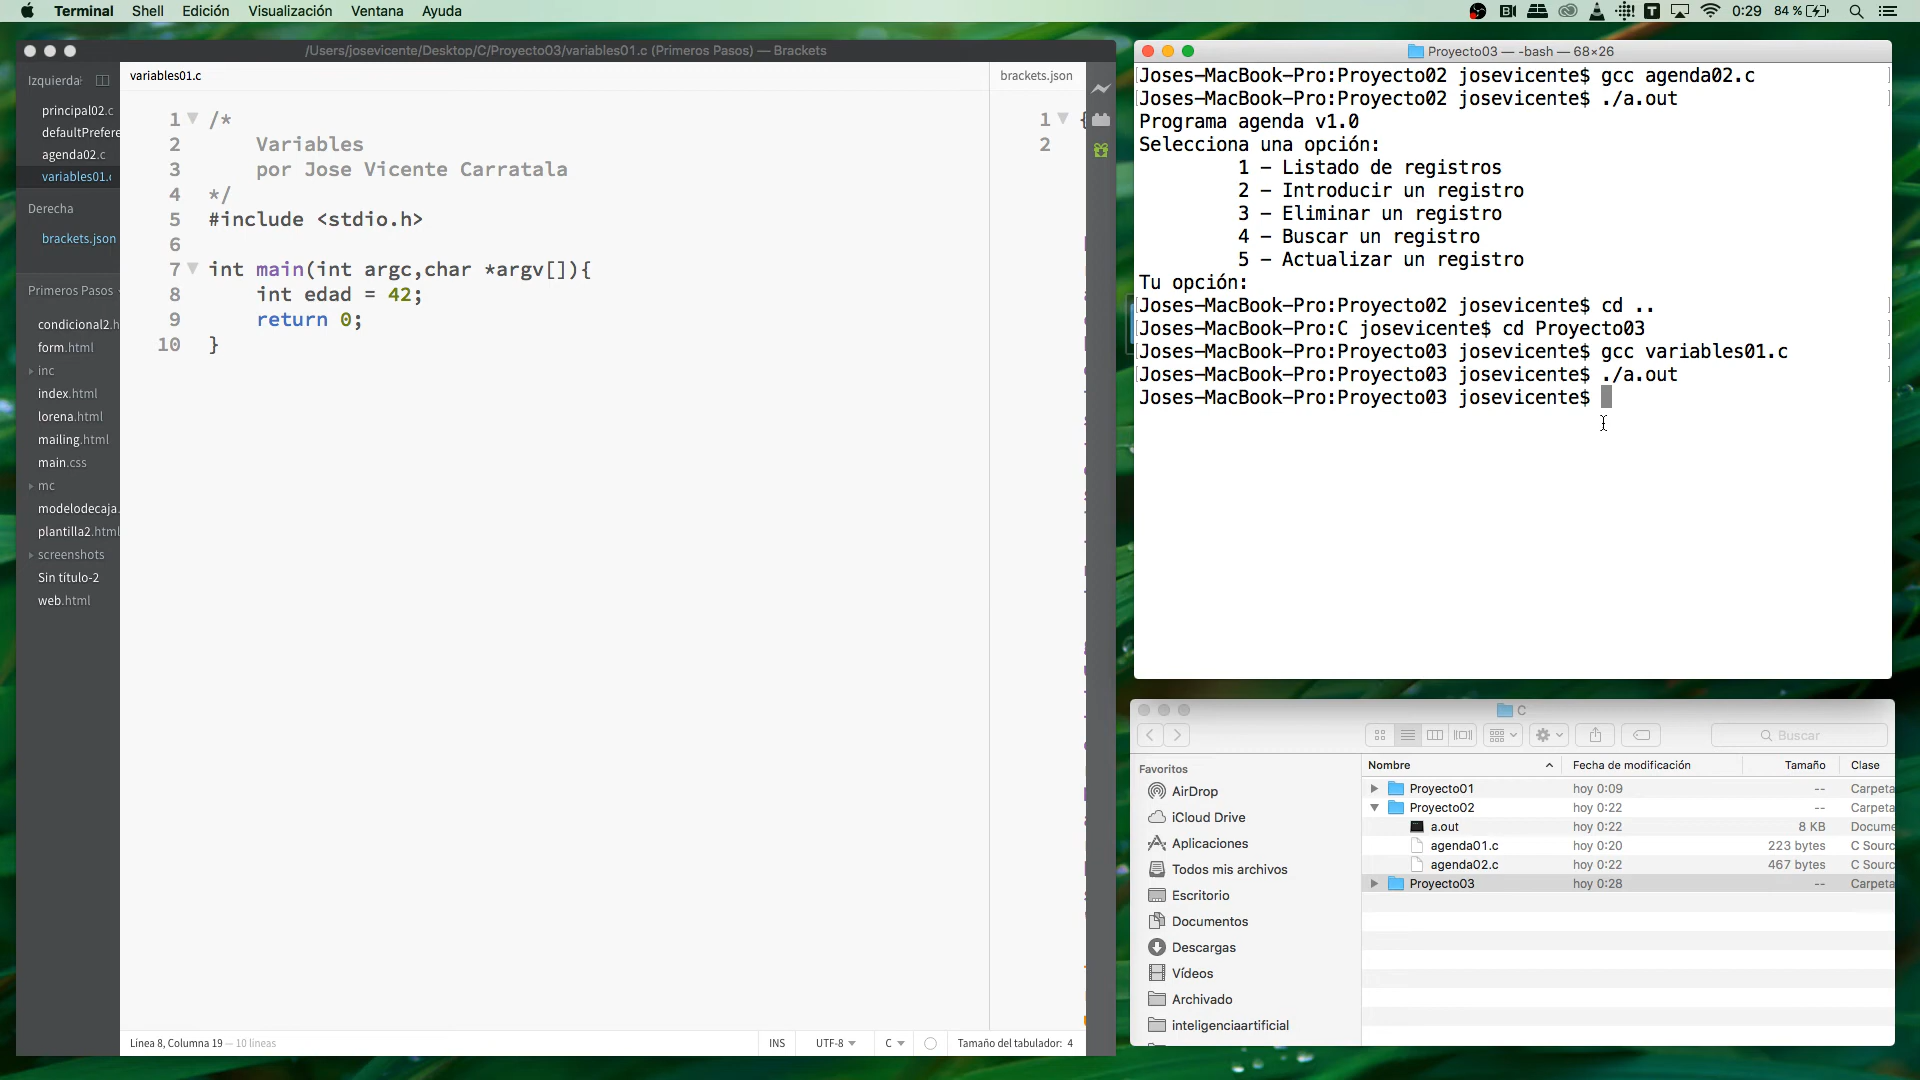 Terminal Shell Edición Visualización Ventana Ayuda 0:29 84 %
/Users/josevicente/Desktop/C/Proyecto03/variables01.c (Primeros Pasos) — Brackets
Izquierda
principal02.c
defaultPrefere
agenda02.c
variables01.c
Derecha
brackets.json
Primeros Pasos
condicional2.h
form.html
inc
index.html
lorena.html
mailing.html
main.css
mc
modelodecaja.
plantilla2.html
screenshots
Sin título-2
web.html
variables01.c
1 /*
2 Variables
3 por Jose Vicente Carratala
4 */
5 #include <stdio.h>
6
7 int main(int argc,char *argv[]){
8 int edad = 42;
9 return 0;
10 }
brackets.json
1 {
2
Línea 8, Columna 19 — 10 líneas INS UTF-8 C Tamaño del tabulador: 4
Proyecto03 — -bash — 68×26
Joses-MacBook-Pro:Proyecto02 josevicente$ gcc agenda02.c
Joses-MacBook-Pro:Proyecto02 josevicente$ ./a.out
Programa agenda v1.0
Selecciona una opción:
1 - Listado de registros
2 - Introducir un registro
3 - Eliminar un registro
4 - Buscar un registro
5 - Actualizar un registro
Tu opción:
Joses-MacBook-Pro:Proyecto02 josevicente$ cd ..
Joses-MacBook-Pro:C josevicente$ cd Proyecto03
Joses-MacBook-Pro:Proyecto03 josevicente$ gcc variables01.c
Joses-MacBook-Pro:Proyecto03 josevicente$ ./a.out
Joses-MacBook-Pro:Proyecto03 josevicente$
C
Buscar
Favoritos
AirDrop
iCloud Drive
Aplicaciones
Todos mis archivos
Escritorio
Documentos
Descargas
Vídeos
Archivado
inteligenciaartificial
Nombre Fecha de modificación Tamaño Clase
Proyecto01 hoy 0:09 -- Carpeta
Proyecto02 hoy 0:22 -- Carpeta
a.out hoy 0:22 8 KB Docume
agenda01.c hoy 0:20 223 bytes C Sourc
agenda02.c hoy 0:22 467 bytes C Sourc
Proyecto03 hoy 0:28 -- Carpeta